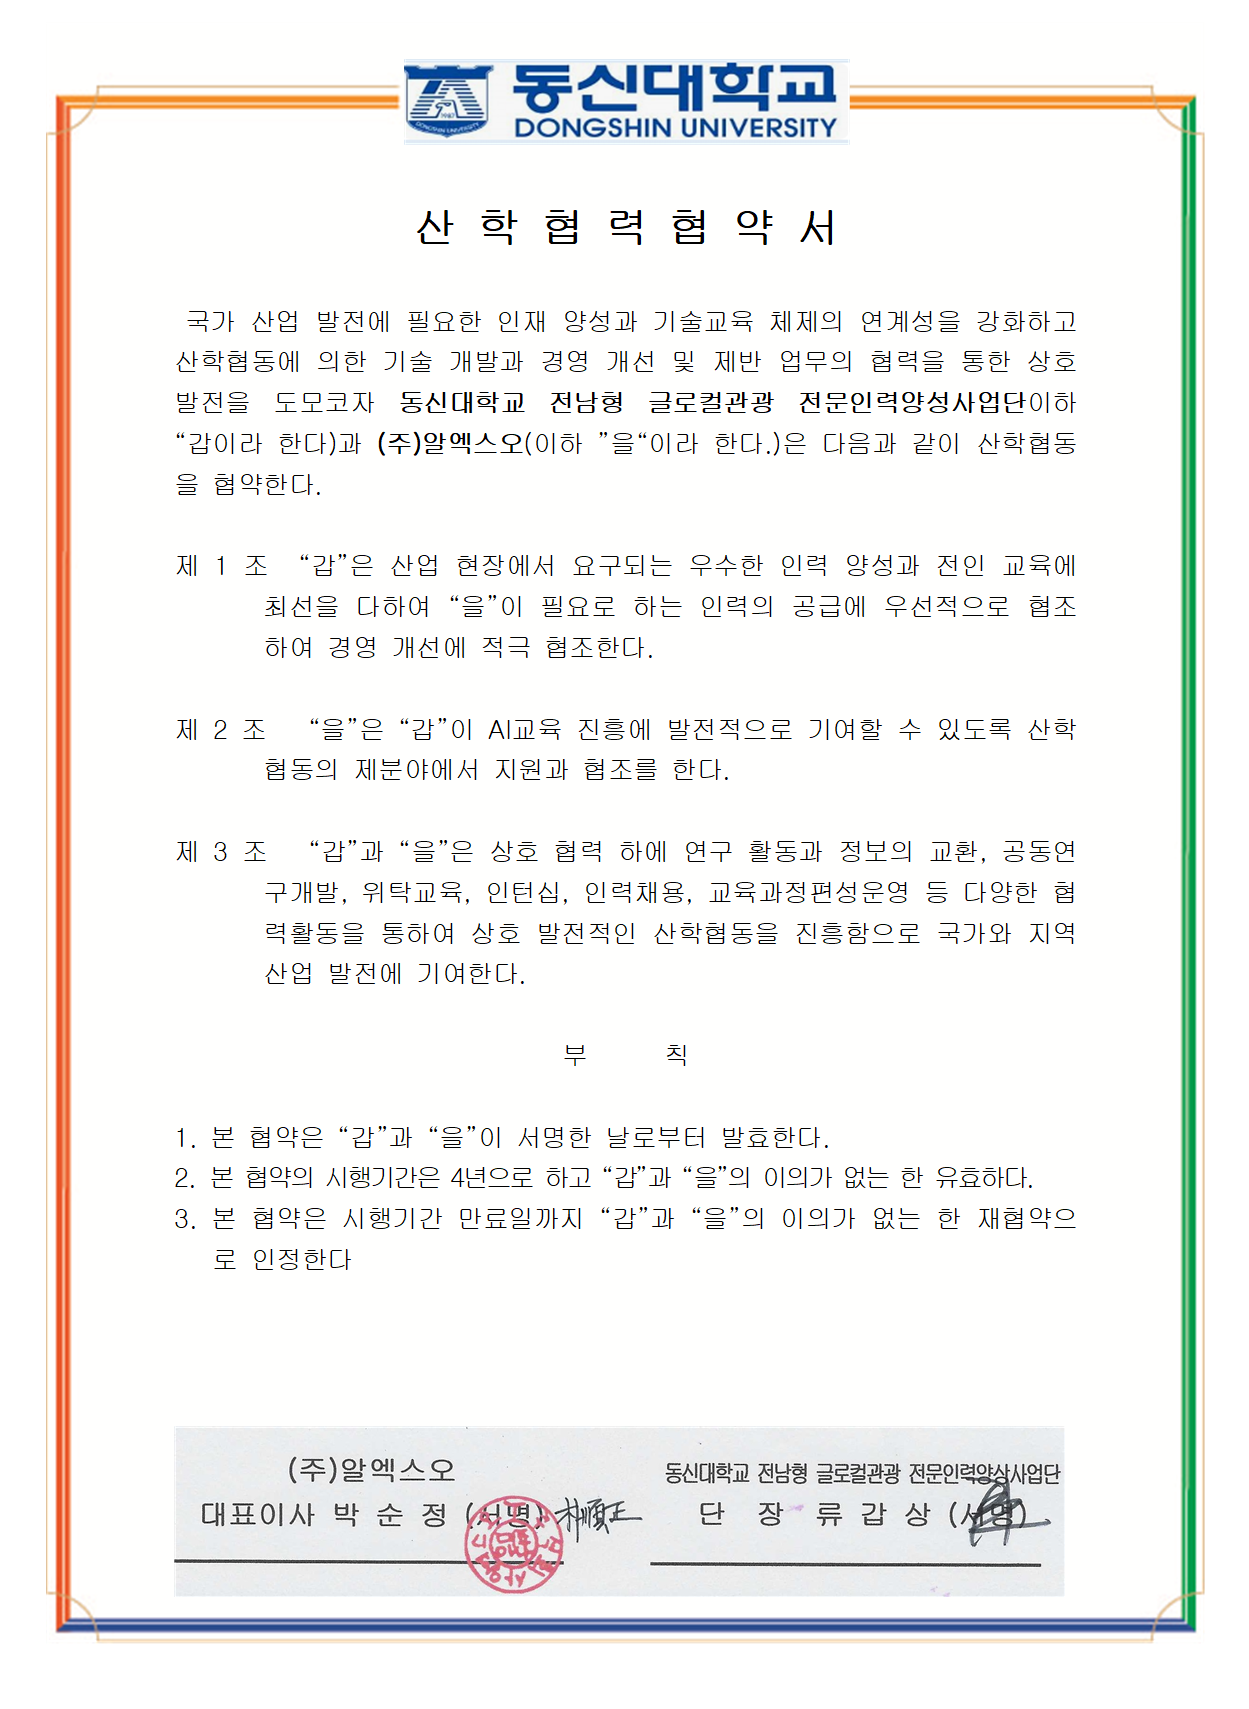 동신대학교
DONGSHIN UNIVERSITY
산 학 협 력 협 약 서
국가 산업 발전에 필요한 인재 양성과 기술교육 체제의 연계성을 강화하고
산학협동에 의한 기술 개발과 경영 개선 및 제반 업무의 협력을 통한 상호
발전을 도모코자 동신대학교 전남형 글로컬관광 전문인력양성사업단이하
“갑이라 한다)과 (주)알엑스오(이하 ”을“이라 한다.)은 다음과 같이 산학협동
을 협약한다.
제 1 조 “갑”은 산업 현장에서 요구되는 우수한 인력 양성과 전인 교육에
최선을 다하여 “을”이 필요로 하는 인력의 공급에 우선적으로 협조
하여 경영 개선에 적극 협조한다.
제 2 조 “을”은 “갑”이 AI교육 진흥에 발전적으로 기여할 수 있도록 산학
협동의 제분야에서 지원과 협조를 한다.
제 3 조 “갑”과 “을”은 상호 협력 하에 연구 활동과 정보의 교환, 공동연
구개발, 위탁교육, 인턴십, 인력채용, 교육과정편성운영 등 다양한 협
력활동을 통하여 상호 발전적인 산학협동을 진흥함으로 국가와 지역
산업 발전에 기여한다.
부 칙
1. 본 협약은 “갑”과 “을”이 서명한 날로부터 발효한다.
2. 본 협약의 시행기간은 4년으로 하고 “갑”과 “을”의 이의가 없는 한 유효하다.
3. 본 협약은 시행기간 만료일까지 “갑”과 “을”의 이의가 없는 한 재협약으
로 인정한다
(주)알엑스오
대표이사 박 순 정 (서명) 朴順正
동신대학교 전남형 글로컬관광 전문인력양상사업단
단 장 류 갑 상 (서명)